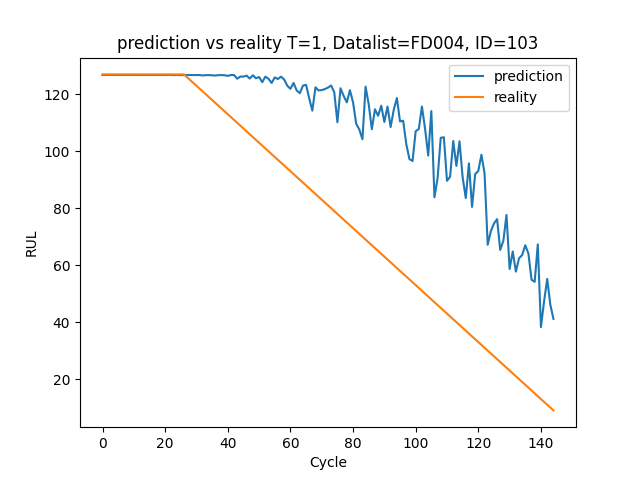 prediction vs reality T=1, Datalist=FD004, ID=103
prediction
reality
RUL
120
100
80
60
40
20
0 20 40 60 80 100 120 140
Cycle